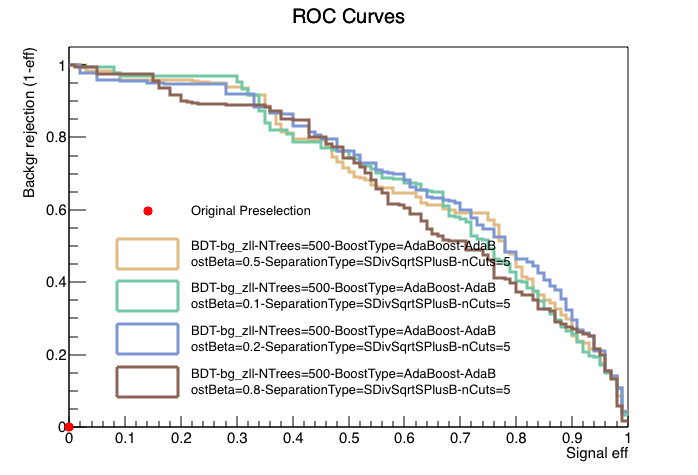 ROC Curves
Backgr rejection (1-eff)
1
0.8
0.6
0.4
0.2
0
Original Preselection
BDT-bg_zll-NTrees=500-BoostType=AdaBoost-AdaB
ostBeta=0.5-SeparationType=SDivSqrtSPlusB-nCuts=5
BDT-bg_zll-NTrees=500-BoostType=AdaBoost-AdaB
ostBeta=0.1-SeparationType=SDivSqrtSPlusB-nCuts=5
BDT-bg_zll-NTrees=500-BoostType=AdaBoost-AdaB
ostBeta=0.2-SeparationType=SDivSqrtSPlusB-nCuts=5
BDT-bg_zll-NTrees=500-BoostType=AdaBoost-AdaB
ostBeta=0.8-SeparationType=SDivSqrtSPlusB-nCuts=5
0 0.1 0.2 0.3 0.4 0.5 0.6 0.7 0.8 0.9 1
Signal eff